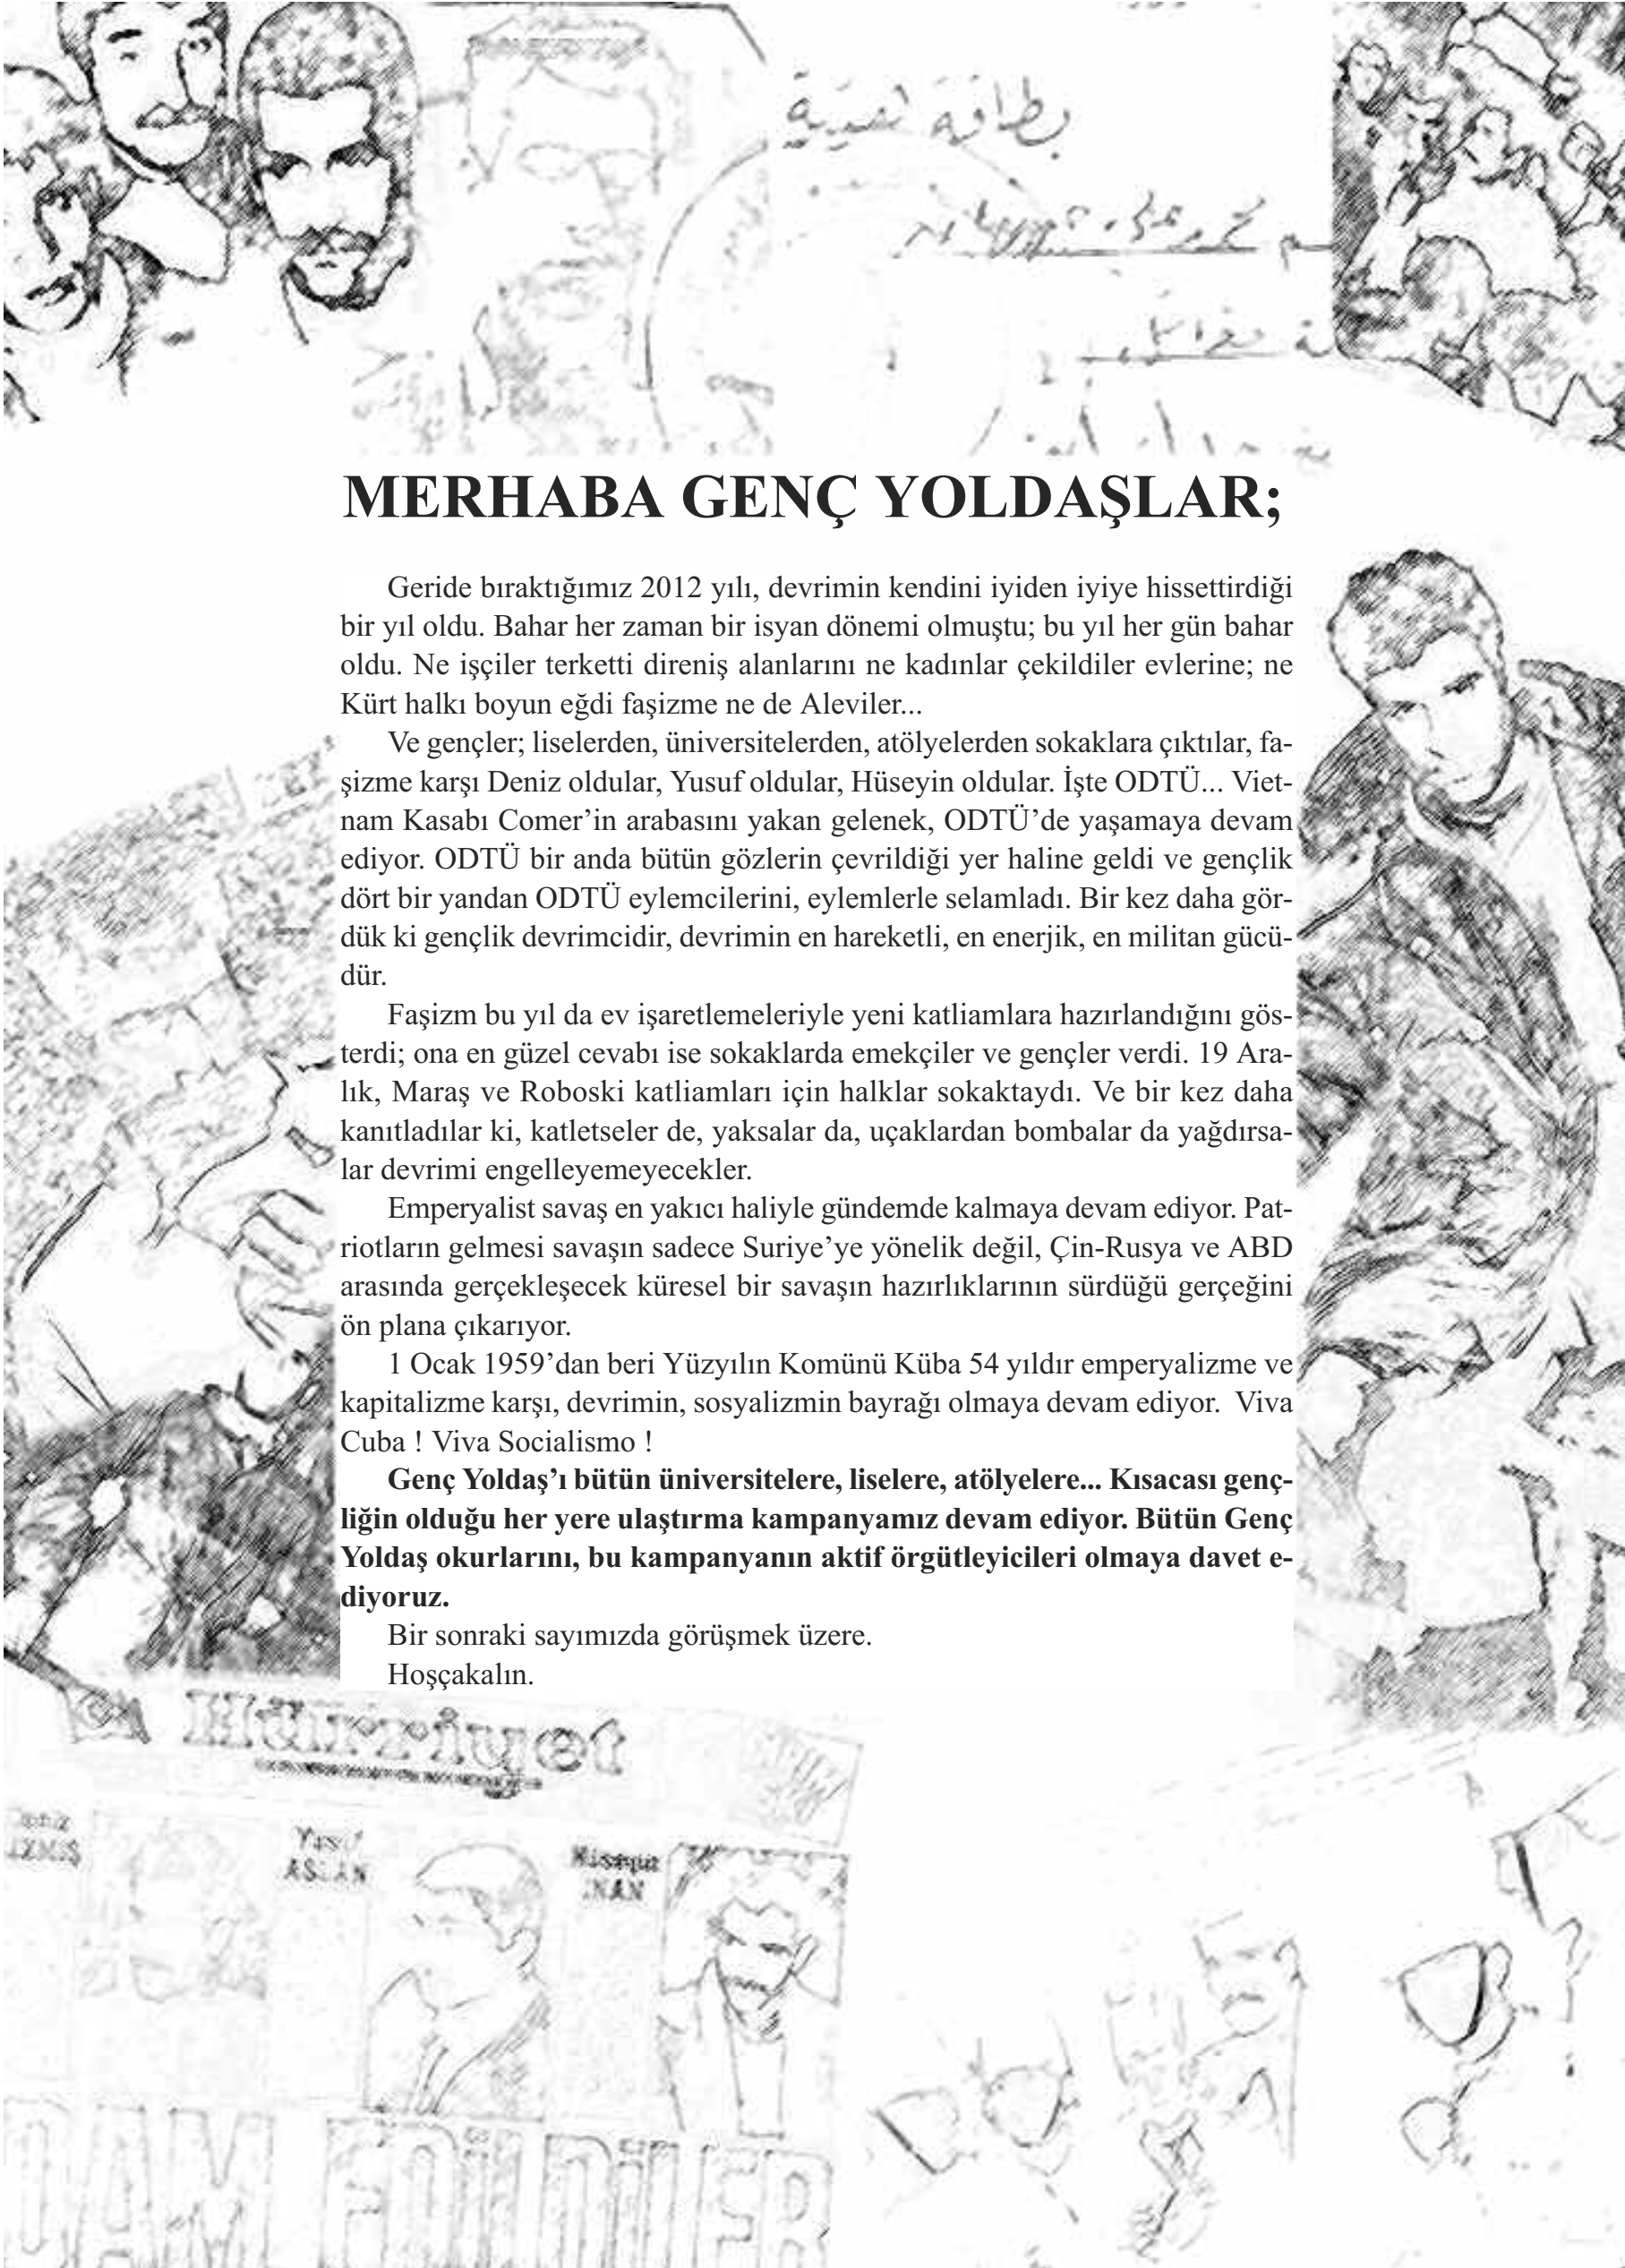 بطاقة
MERHABA GENÇ YOLDAŞLAR;
Geride bıraktığımız 2012 yılı, devrimin kendini iyiden iyiye hissettirdiği
bir yıl oldu. Bahar her zaman bir isyan dönemi olmuştu; bu yıl her gün bahar
oldu. Ne işçiler terketti direniş alanlarını ne kadınlar çekildiler evlerine; ne
Kürt halkı boyun eğdi faşizme ne de Aleviler...
Ve gençler; liselerden, üniversitelerden, atölyelerden sokaklara çıktılar, fa-
şizme karşı Deniz oldular, Yusuf oldular, Hüseyin oldular. İşte ODTÜ... Viet-
nam Kasabı Comer’in arabasını yakan gelenek, ODTÜ’de yaşamaya devam
ediyor. ODTÜ bir anda bütün gözlerin çevrildiği yer haline geldi ve gençlik
dört bir yandan ODTÜ eylemcilerini, eylemlerle selamladı. Bir kez daha gör-
dük ki gençlik devrimcidir, devrimin en hareketli, en enerjik, en militan gücü-
dür.
Faşizm bu yıl da ev işaretlemeleriyle yeni katliamlara hazırlandığını gös-
terdi; ona en güzel cevabı ise sokaklarda emekçiler ve gençler verdi. 19 Ara-
lık, Maraş ve Roboski katliamları için halklar sokaktaydı. Ve bir kez daha
kanıtladılar ki, katletseler de, yaksalar da, uçaklardan bombalar da yağdırsa-
lar devrimi engelleyemeyecekler.
Emperyalist savaş en yakıcı haliyle gündemde kalmaya devam ediyor. Pat-
riotların gelmesi savaşın sadece Suriye’ye yönelik değil, Çin-Rusya ve ABD
arasında gerçekleşecek küresel bir savaşın hazırlıklarının sürdüğü gerçeğini
ön plana çıkarıyor.
1 Ocak 1959’dan beri Yüzyılın Komünü Küba 54 yıldır emperyalizme ve
kapitalizme karşı, devrimin, sosyalizmin bayrağı olmaya devam ediyor. Viva
Cuba ! Viva Socialismo !
Genç Yoldaş’ı bütün üniversitelere, liselere, atölyelere... Kısacası genç-
liğin olduğu her yere ulaştırma kampanyamız devam ediyor. Bütün Genç
Yoldaş okurlarını, bu kampanyanın aktif örgütleyicileri olmaya davet e-
diyoruz.
Bir sonraki sayımızda görüşmek üzere.
Hoşçakalın.
Hürriyet
Yusuf
ASLAN
EDİLDİLER